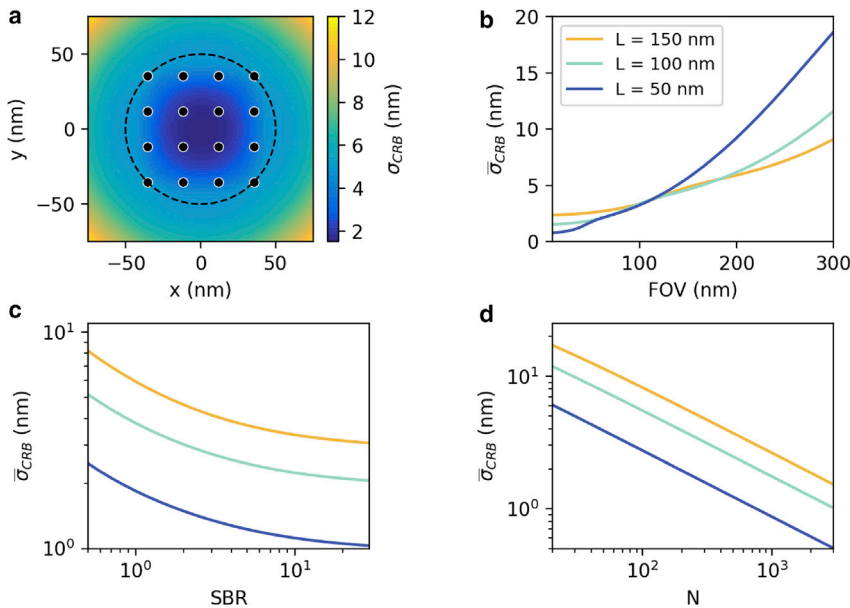 a
50
0
−50
y (nm)
−50
0
50
x (nm)
12
10
8
6
4
2
σCRB (nm)
b
20
15
10
5
0
σ̅CRB (nm)
L = 150 nm
L = 100 nm
L = 50 nm
100
200
300
FOV (nm)
c
10¹
10⁰
σ̅CRB (nm)
10⁰
10¹
SBR
d
10¹
10⁰
σ̅CRB (nm)
10²
10³
N